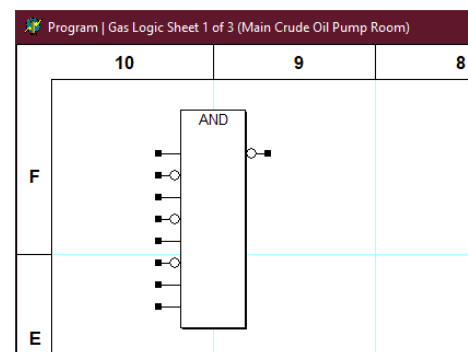 Program | Gas Logic Sheet 1 of 3 (Main Crude Oil Pump Room)
10 9 8
AND
F
E